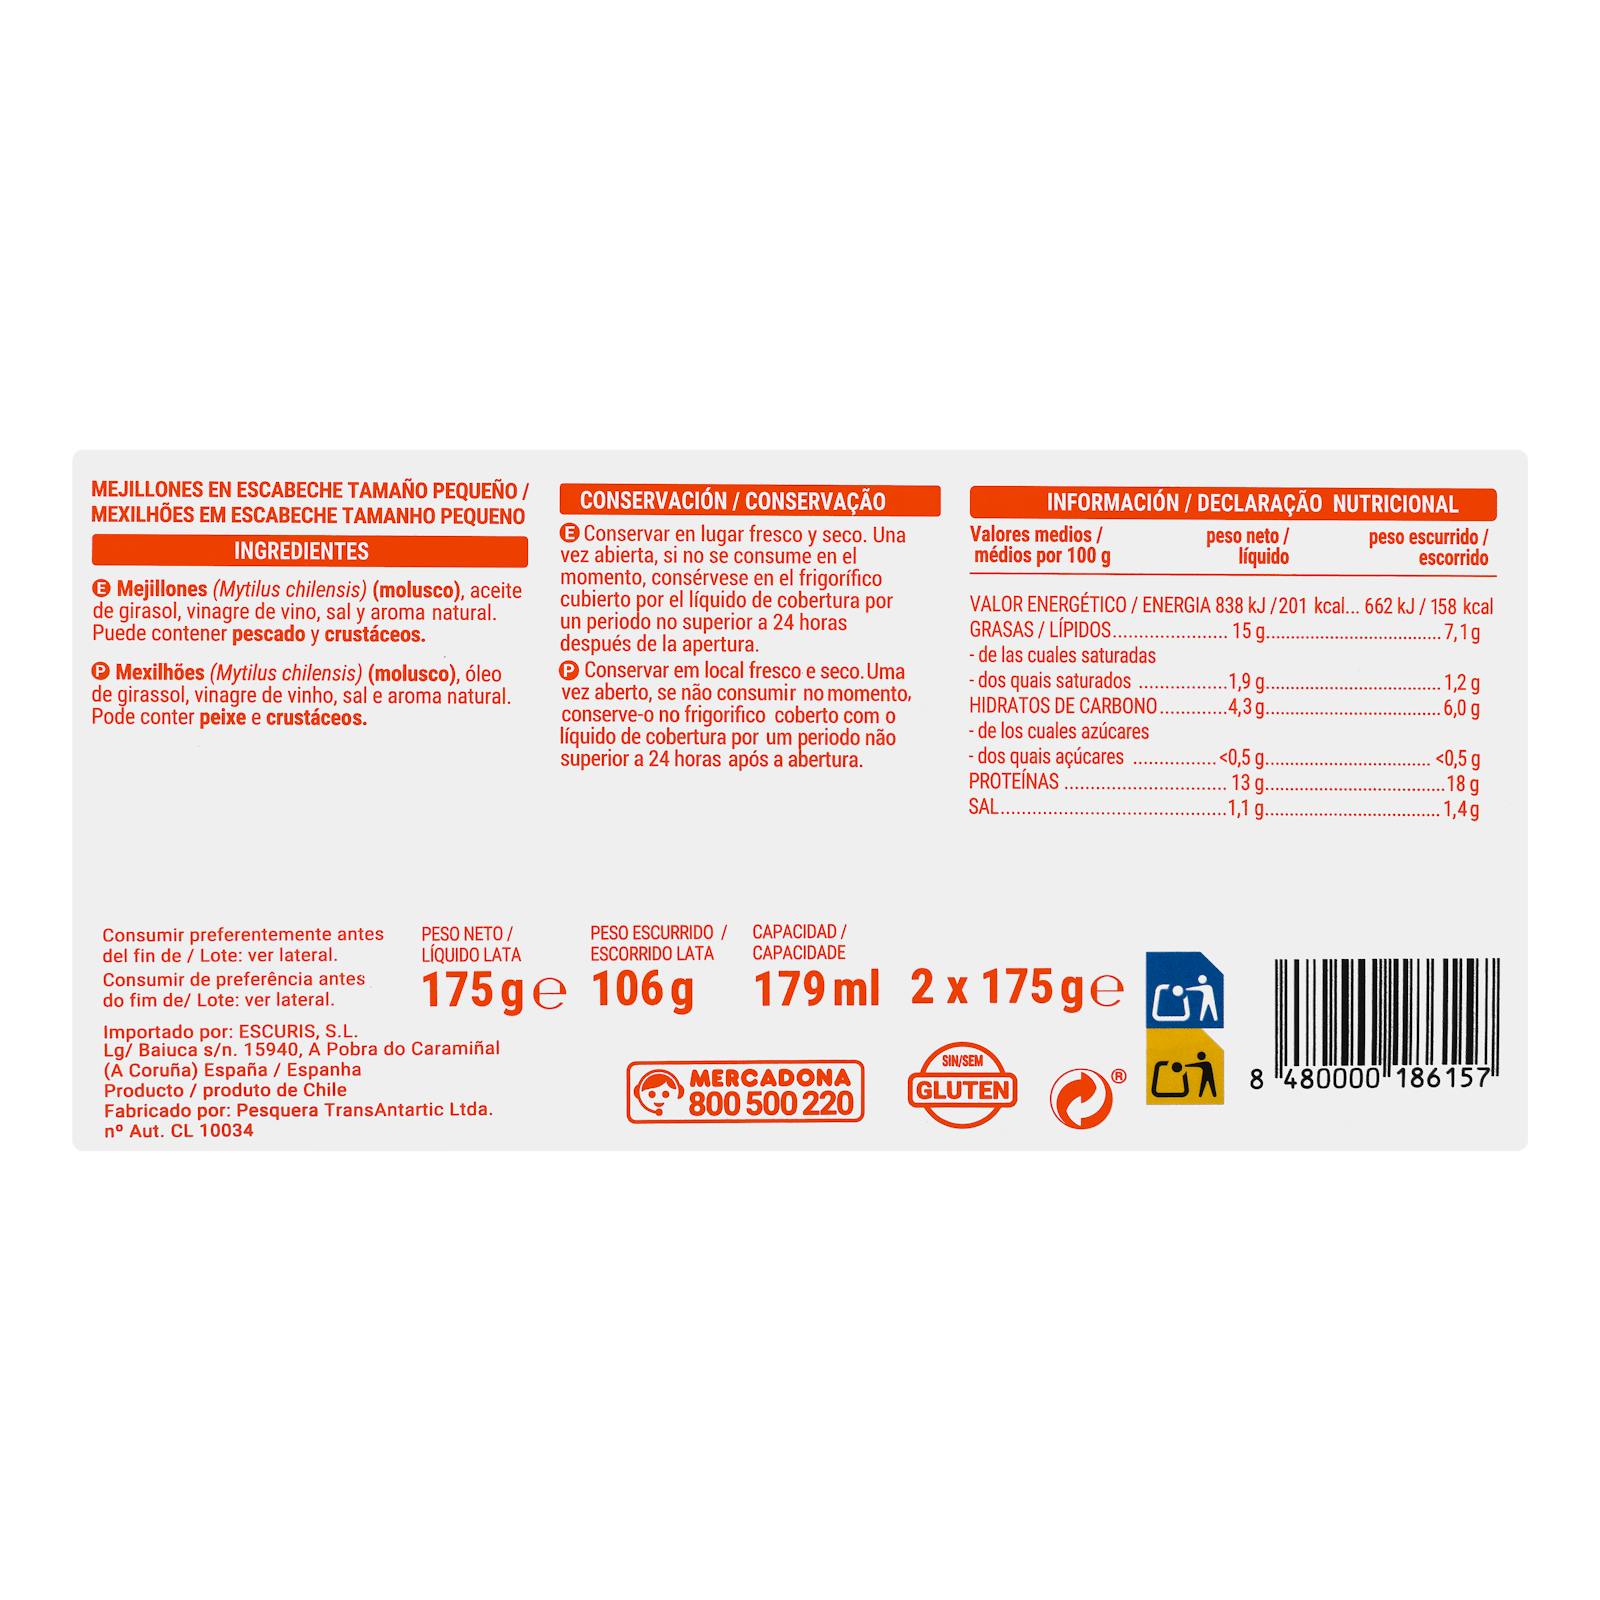 MEJILLONES EN ESCABECHE TAMAÑO PEQUEÑO /
MEXILHÕES EM ESCABECHE TAMANHO PEQUENO
INGREDIENTES
E Mejillones (Mytilus chilensis) (molusco), aceite
de girasol, vinagre de vino, sal y aroma natural.
Puede contener pescado y crustáceos.
P Mexilhões (Mytilus chilensis) (molusco), óleo
de girassol, vinagre de vinho, sal e aroma natural.
Pode conter peixe e crustáceos.
CONSERVACIÓN / CONSERVAÇÃO
E Conservar en lugar fresco y seco. Una
vez abierta, si no se consume en el
momento, consérvese en el frigorífico
cubierto por el líquido de cobertura por
un periodo no superior a 24 horas
después de la apertura.
P Conservar em local fresco e seco. Uma
vez aberto, se não consumir no momento,
conserve-o no frigorifico coberto com o
líquido de cobertura por um periodo não
superior a 24 horas após a abertura.
INFORMACIÓN / DECLARAÇÃO NUTRICIONAL
Valores medios / peso neto / peso escurrido /
médios por 100 g líquido escorrido
VALOR ENERGÉTICO / ENERGIA 838 kJ /201 kcal... 662 kJ / 158 kcal
GRASAS / LÍPIDOS.................... 15 g.................................. 7,1 g
- de las cuales saturadas
- dos quais saturados ...............1,9 g.................................. 1,2 g
HIDRATOS DE CARBONO............4,3 g.................................. 6,0 g
- de los cuales azúcares
- dos quais açúcares ...............<0,5 g................................ <0,5 g
PROTEÍNAS ............................ 13 g...................................18 g
SAL........................................1,1 g.................................. 1,4 g
Consumir preferentemente antes
del fin de / Lote: ver lateral.
Consumir de preferência antes
do fim de/ Lote: ver lateral.
Importado por: ESCURIS, S.L.
Lg/ Baiuca s/n. 15940, A Pobra do Caramiñal
(A Coruña) España / Espanha
Producto / produto de Chile
Fabricado por: Pesquera TransAntartic Ltda.
nº Aut. CL 10034
PESO NETO /
LÍQUIDO LATA
175 g e
PESO ESCURRIDO /
ESCORRIDO LATA
106 g
CAPACIDAD /
CAPACIDADE
179 ml
2 x 175 g e
MERCADONA
800 500 220
SIN/SEM
GLUTEN
®
8 480000 186157